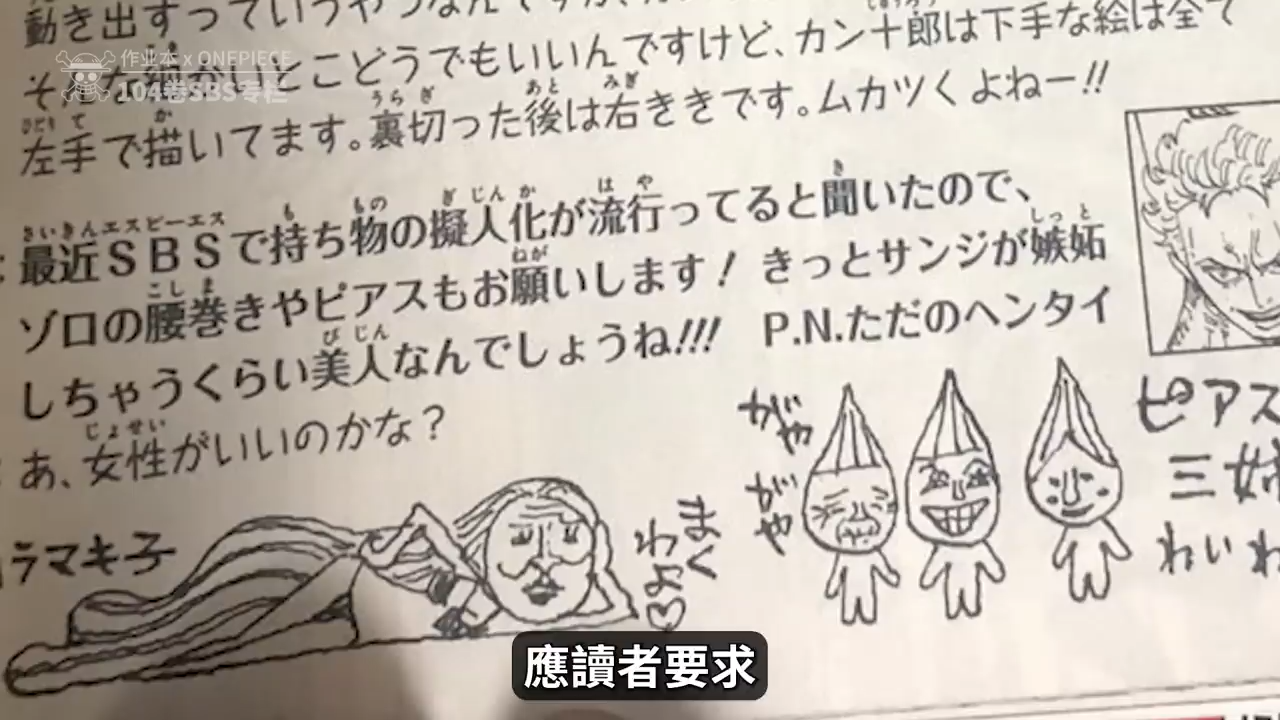 動き出すっていうやつなんですが、
作业本 x ONEPIECE
104卷SBS专栏
そんな細かいとこどうでもいいんですけど、カン十郎は下手な絵は全て
左手で描いてます。裏切った後は右ききです。ムカツくよねー!!
最近SBSで持ち物の擬人化が流行ってると聞いたので、
ゾロの腰巻きやピアスもお願いします! きっとサンジが嫉妬
しちゃうくらい美人なんでしょうね!!! P.N.ただのヘンタイ
あ、女性がいいのかな?
ラマキ子
まくわよ♡
がやがや
ピアス
三姉
れいわ
應讀者要求